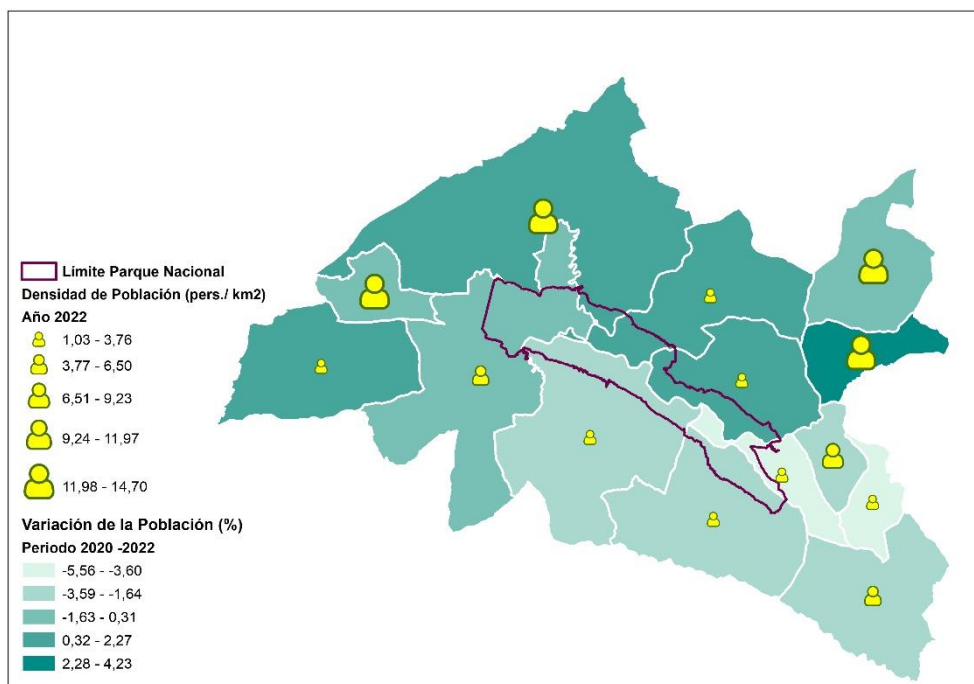 Límite Parque Nacional
Densidad de Población (pers./ km2)
Año 2022
1,03 - 3,76
3,77 - 6,50
6,51 - 9,23
9,24 - 11,97
11,98 - 14,70
Variación de la Población (%)
Periodo 2020 -2022
-5,56 - -3,60
-3,59 - -1,64
-1,63 - 0,31
0,32 - 2,27
2,28 - 4,23